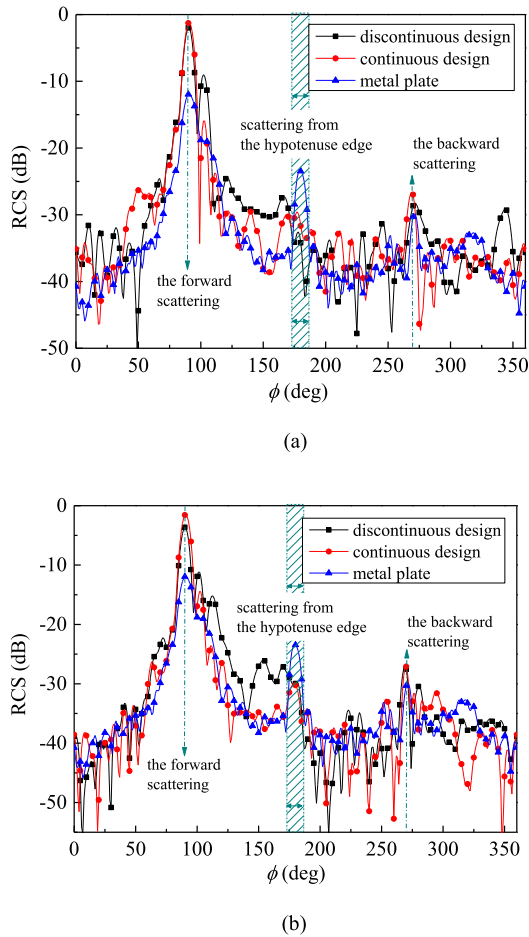 0
-10
-20
-30
-40
-50
RCS (dB)
discontinuous design
continuous design
metal plate
scattering from
the hypotenuse edge
the backward
scattering
the forward
scattering
0 50 100 150 200 250 300 350
ϕ (deg)
(a)
0
-10
-20
-30
-40
-50
RCS (dB)
discontinuous design
continuous design
metal plate
scattering from
the hypotenuse edge
the backward
scattering
the forward
scattering
0 50 100 150 200 250 300 350
ϕ (deg)
(b)